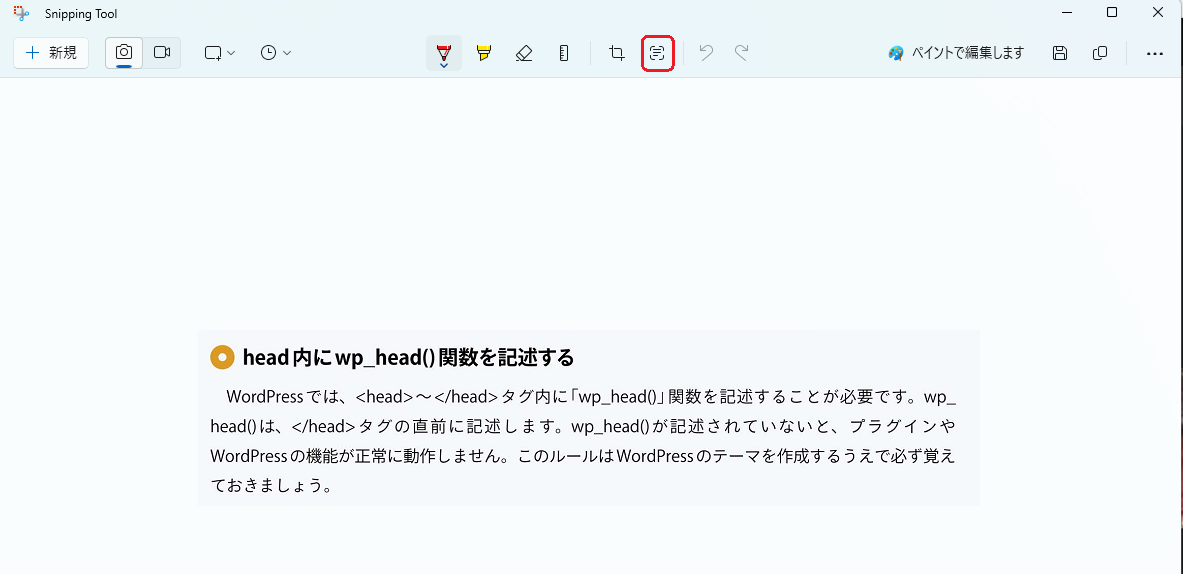 Snipping Tool
新規
ペイントで編集します
head内にwp_head()関数を記述する
WordPressでは、<head>～</head>タグ内に「wp_head()」関数を記述することが必要です。wp_
head()は、</head>タグの直前に記述します。wp_head()が記述されていないと、プラグインや
WordPressの機能が正常に動作しません。このルールはWordPressのテーマを作成するうえで必ず覚え
ておきましょう。